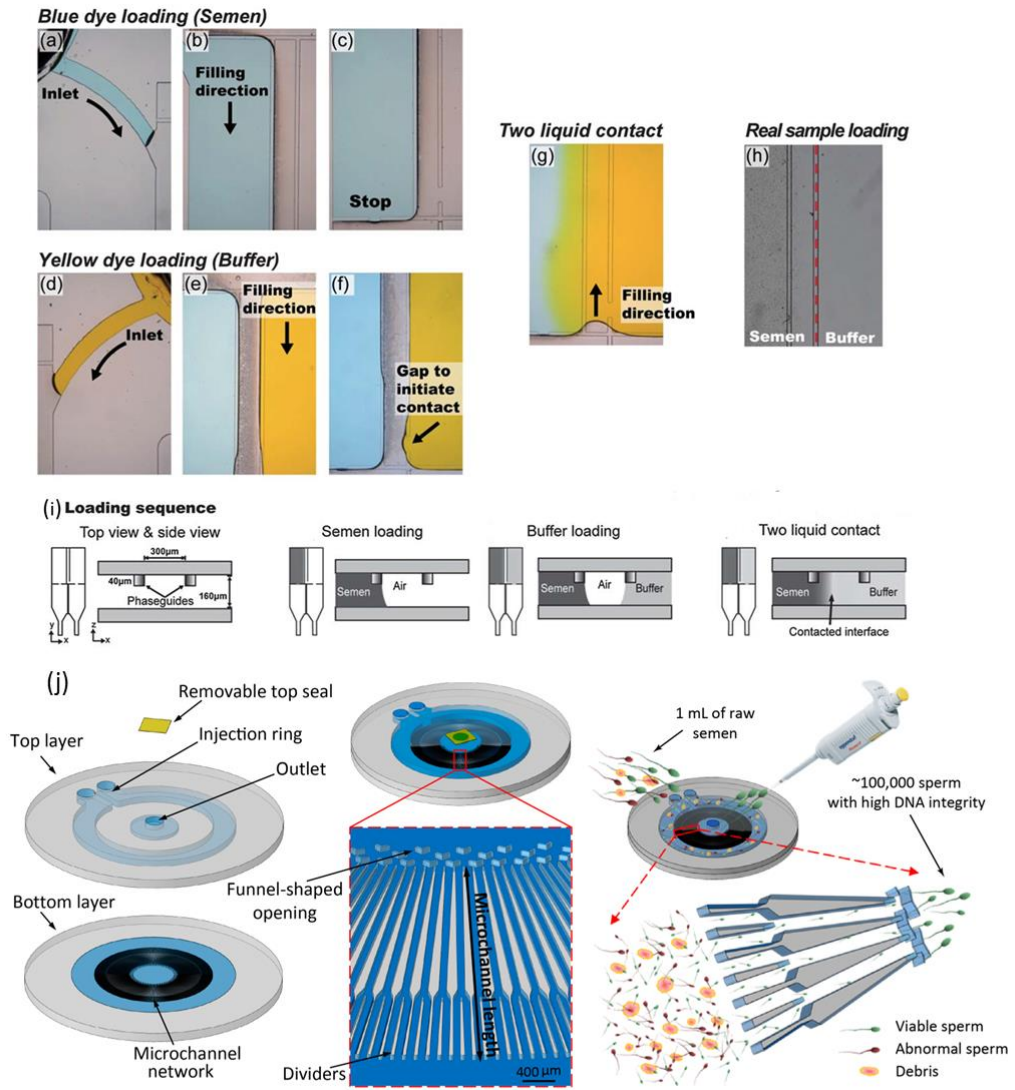 Blue dye loading (Semen)
(a)
Inlet
(b)
Filling
direction
(c)
Stop
Yellow dye loading (Buffer)
(d)
Inlet
(e)
Filling
direction
(f)
Gap to
initiate
contact
Two liquid contact
(g)
Filling
direction
Real sample loading
(h)
Semen
Buffer
(i) Loading sequence
Top view & side view
300µm
40µm
160µm
Phaseguides
y
x
z
x
Semen loading
Semen
Air
Buffer loading
Semen
Air
Buffer
Two liquid contact
Semen
Buffer
Contacted interface
(j)
Removable top seal
Injection ring
Top layer
Outlet
Bottom layer
Microchannel
network
Funnel-shaped
opening
Microchannel length
Dividers
400 µm
1 mL of raw
semen
~100,000 sperm
with high DNA integrity
Viable sperm
Abnormal sperm
Debris